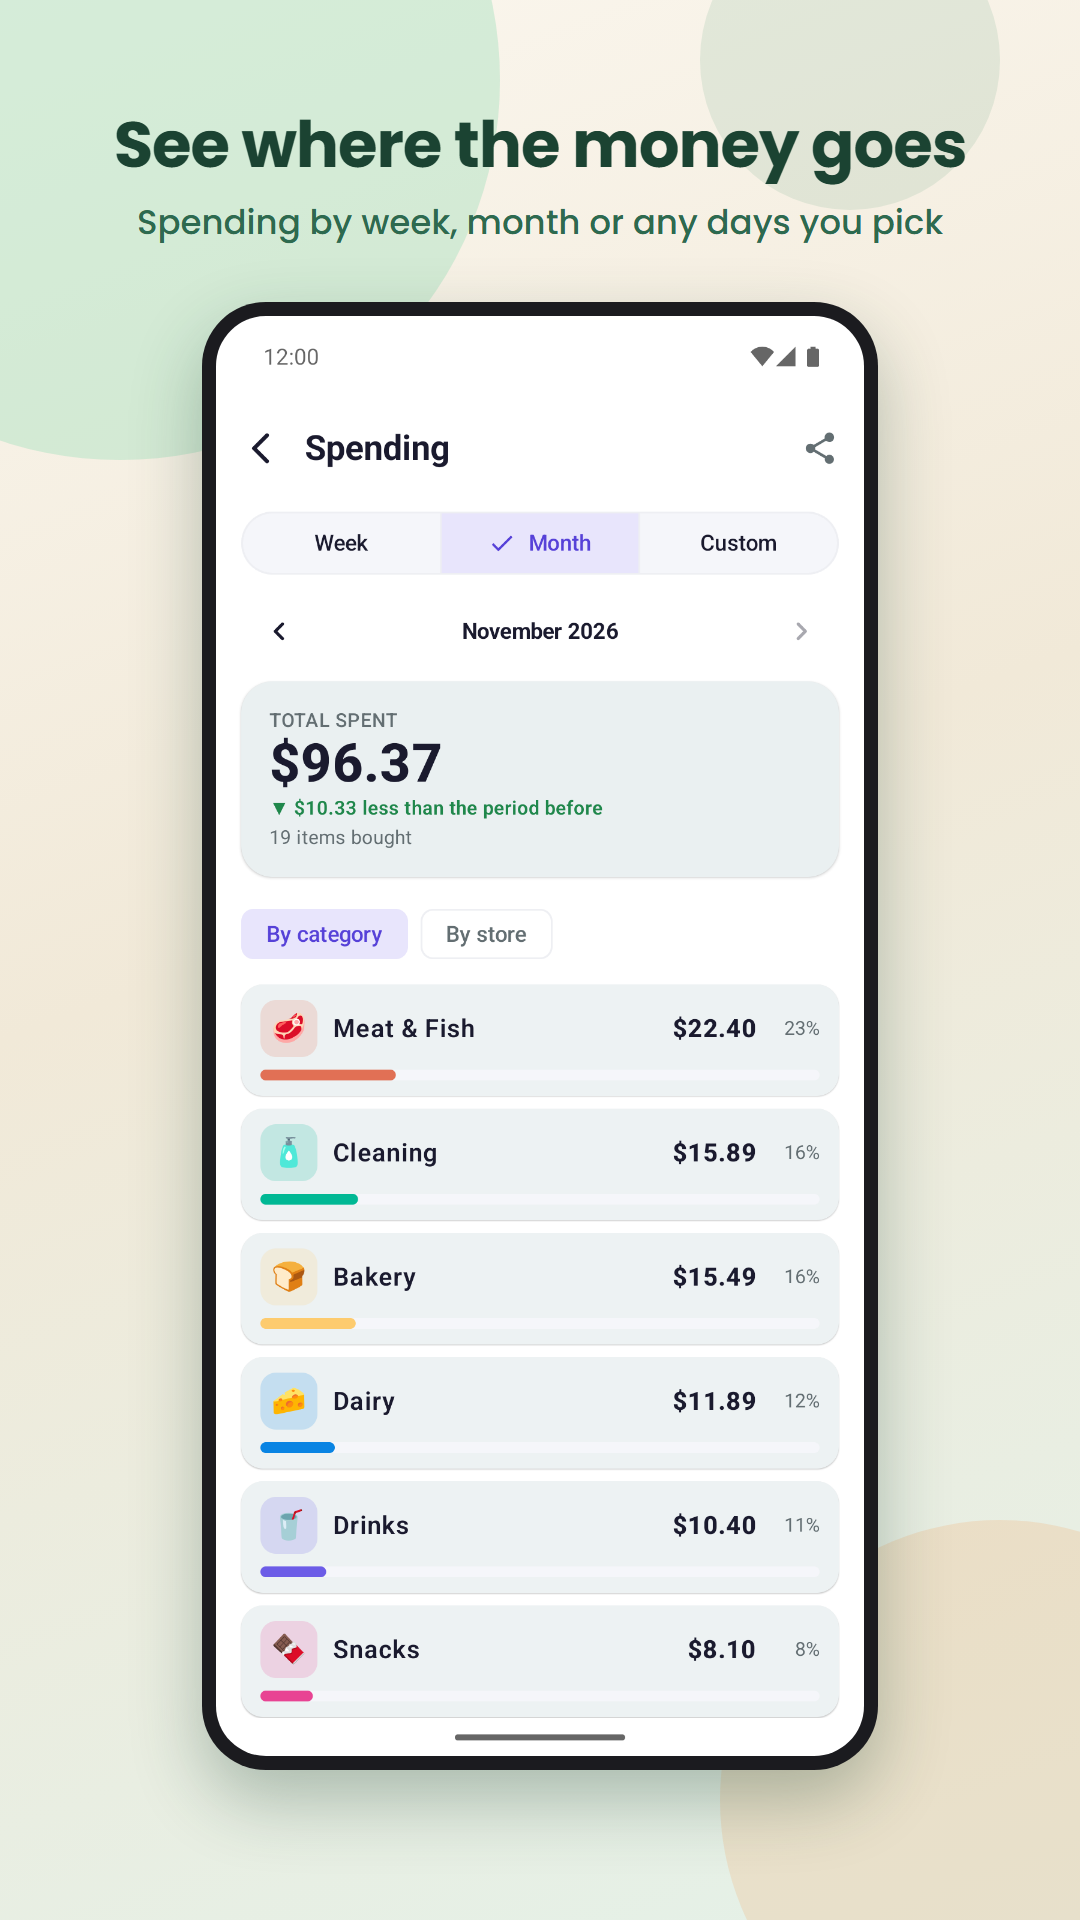 See where the money goes
Spending by week, month or any days you pick
12:00
Spending
Week
Month
Custom
November 2026
TOTAL SPENT
$96.37
▼ $10.33 less than the period before
19 items bought
By category
By store
Meat & Fish $22.40 23%
Cleaning $15.89 16%
Bakery $15.49 16%
Dairy $11.89 12%
Drinks $10.40 11%
Snacks $8.10 8%